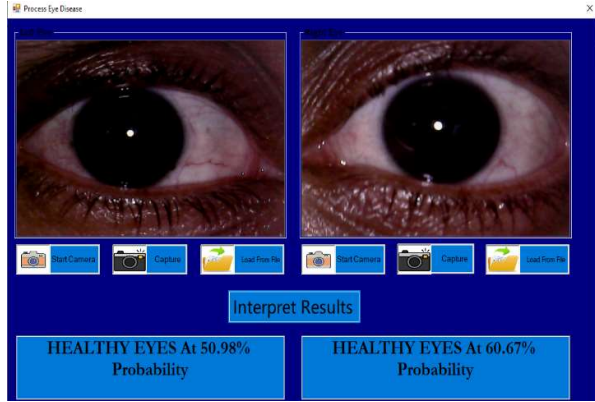 Process Eye Disease
Start Camera
Capture
Load From File
Start Camera
Capture
Load From File
Interpret Results
HEALTHY EYES At 50.98%
Probability
HEALTHY EYES At 60.67%
Probability